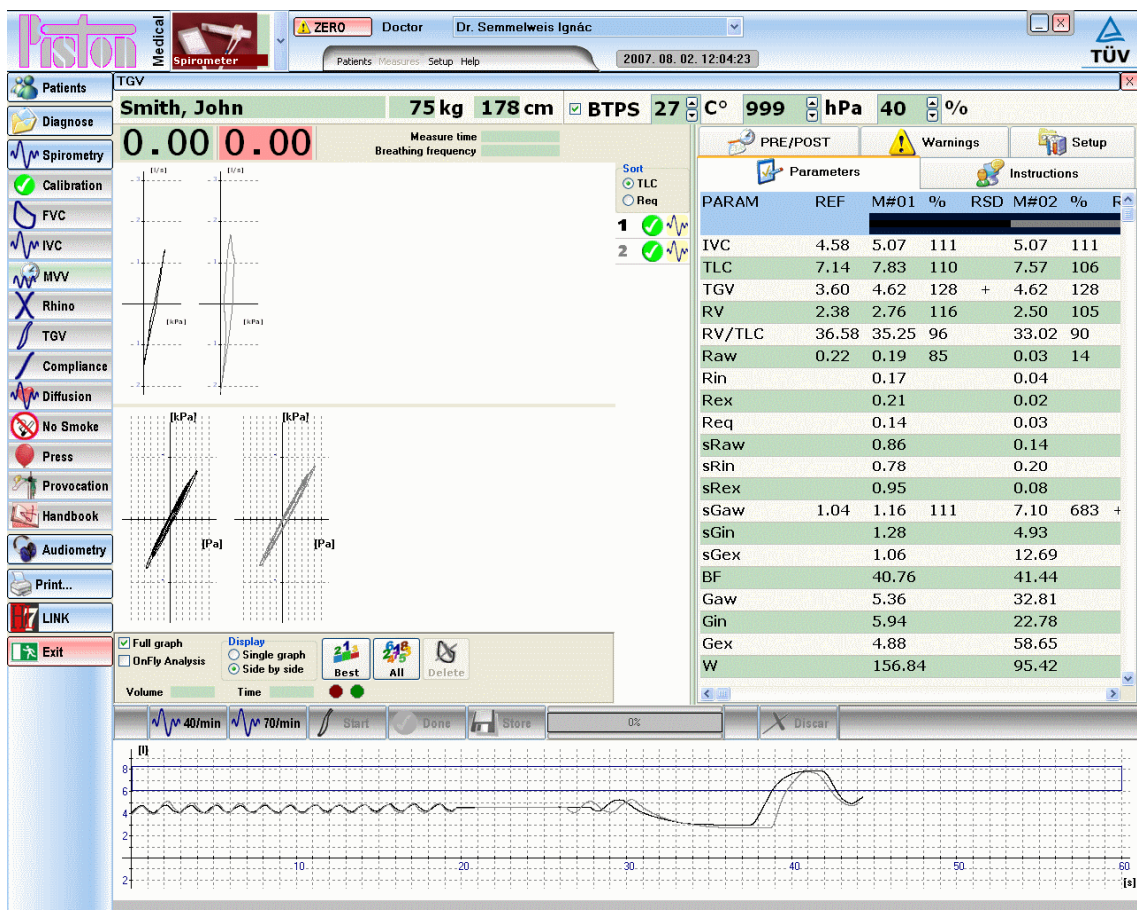 Piston Medical
Spirometer
ZERO Doctor Dr. Semmelweis Ignác
Patients Measures Setup Help
2007. 08. 02. 12:04:23
TÜV
TGV
Smith, John 75 kg 178 cm BTPS 27 C° 999 hPa 40 %
0.00 0.00
Measure time
Breathing frequency
Patients
Diagnose
Spirometry
Calibration
FVC
IVC
MVV
Rhino
TGV
Compliance
Diffusion
No Smoke
Press
Provocation
Handbook
Audiometry
Print...
LINK
Exit
[l/s] [l/s]
3 3
2 2
1 1
[kPa] [kPa]
1 1
2 2
[kPa] [kPa]
[Pa] [Pa]
Sort
TLC
Req
1
2
Full graph
OnFly Analysis
Display
Single graph
Side by side
Best All Delete
Volume Time
PRE/POST Warnings Setup
Parameters Instructions
PARAM REF M#01 % RSD M#02 % R
IVC 4.58 5.07 111 5.07 111
TLC 7.14 7.83 110 7.57 106
TGV 3.60 4.62 128 + 4.62 128
RV 2.38 2.76 116 2.50 105
RV/TLC 36.58 35.25 96 33.02 90
Raw 0.22 0.19 85 0.03 14
Rin 0.17 0.04
Rex 0.21 0.02
Req 0.14 0.03
sRaw 0.86 0.14
sRin 0.78 0.20
sRex 0.95 0.08
sGaw 1.04 1.16 111 7.10 683 +
sGin 1.28 4.93
sGex 1.06 12.69
BF 40.76 41.44
Gaw 5.36 32.81
Gin 5.94 22.78
Gex 4.88 58.65
W 156.84 95.42
40/min 70/min Start Done Store 0% Discar
[l]
8
6
4
2
10 20 30 40 50 60
2
[s]